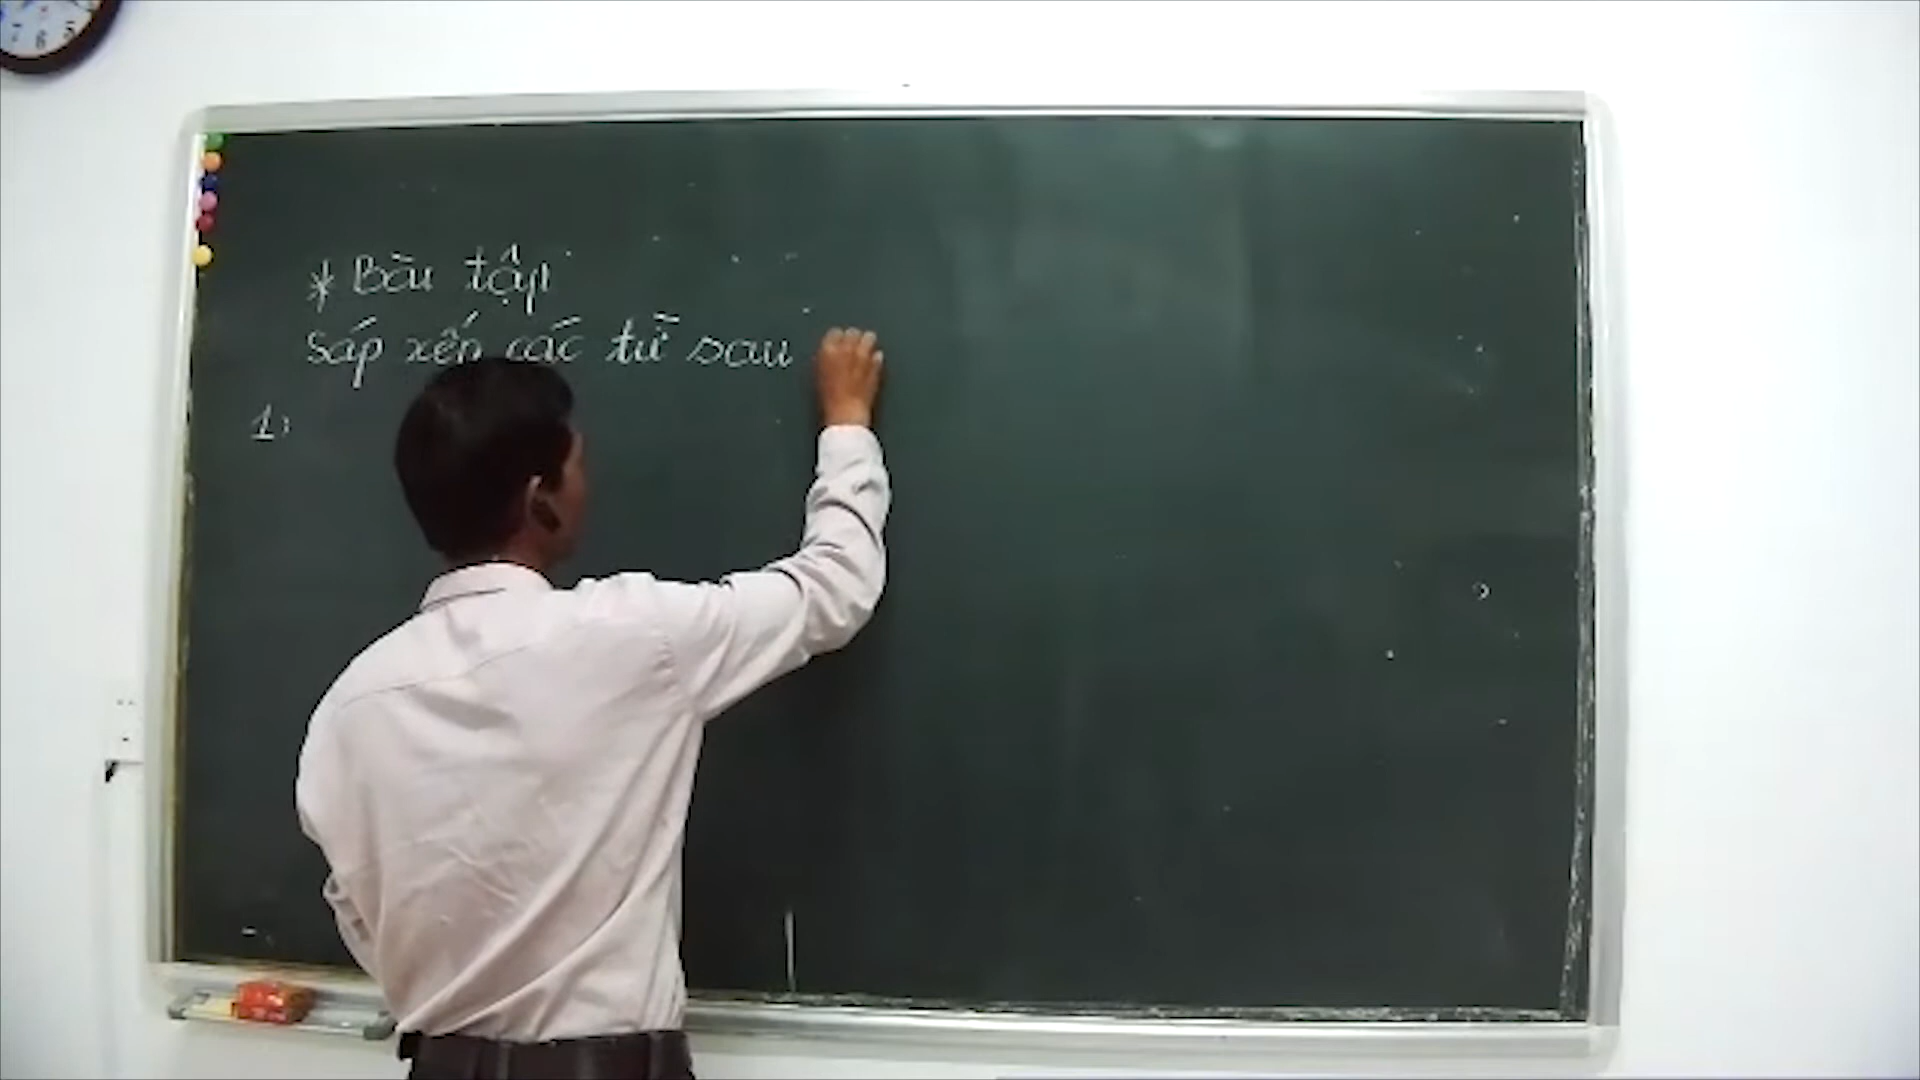 * Bài tập
Sắp xếp các từ sau
1)